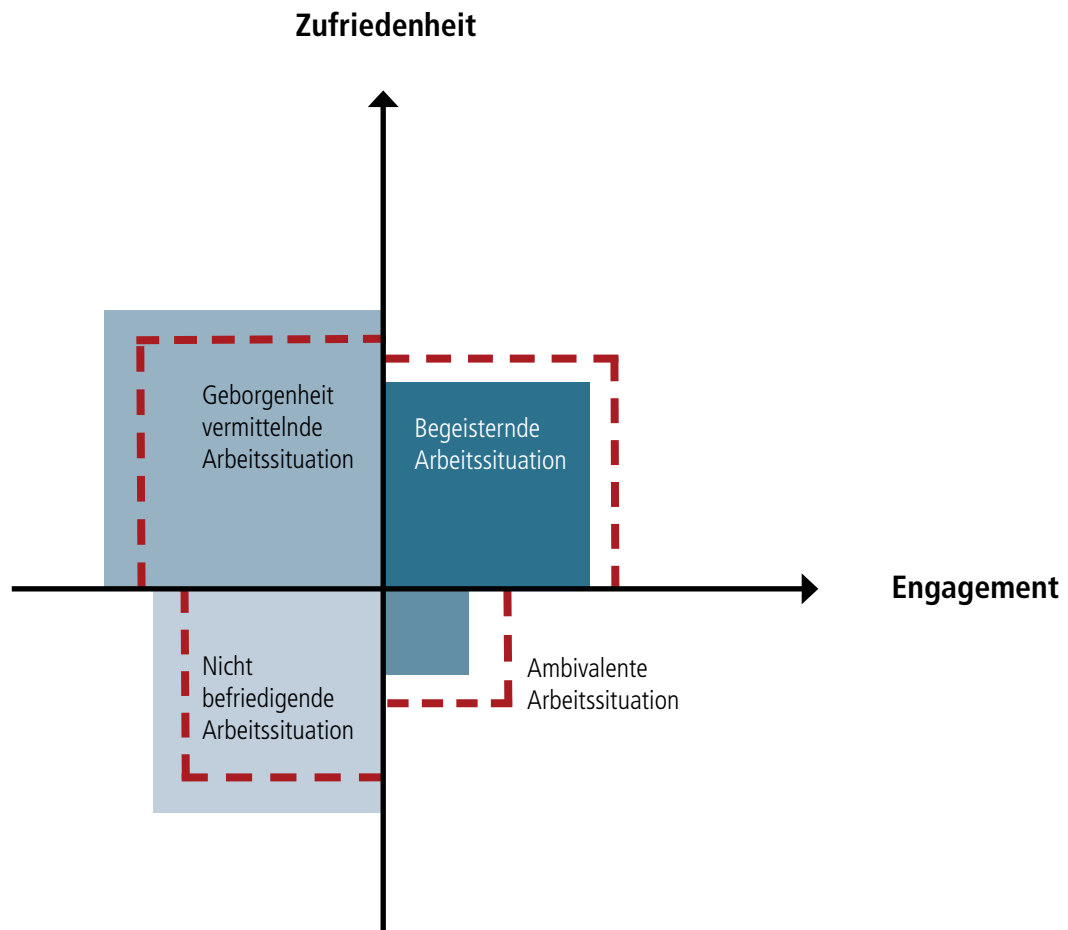 Zufriedenheit
Geborgenheit
vermittelnde
Arbeitssituation
Begeisternde
Arbeitssituation
Engagement
Nicht
befriedigende
Arbeitssituation
Ambivalente
Arbeitssituation